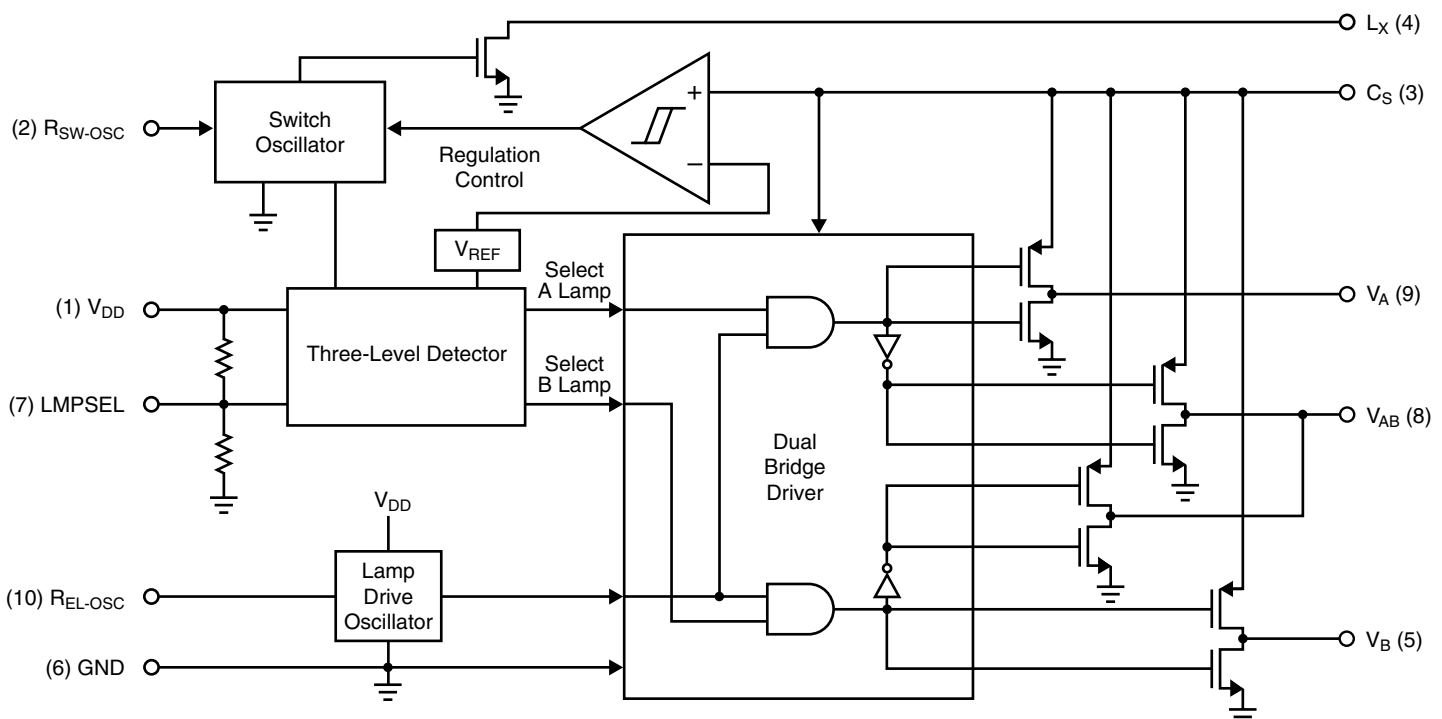 L_X (4)
+
C_S (3)
(2) R_SW-OSC
Switch
Oscillator
Regulation
Control
−
V_REF
Select
A Lamp
(1) V_DD
V_A (9)
Three-Level Detector
Select
B Lamp
(7) LMPSEL
V_AB (8)
Dual
Bridge
Driver
V_DD
Lamp
Drive
Oscillator
(10) R_EL-OSC
V_B (5)
(6) GND